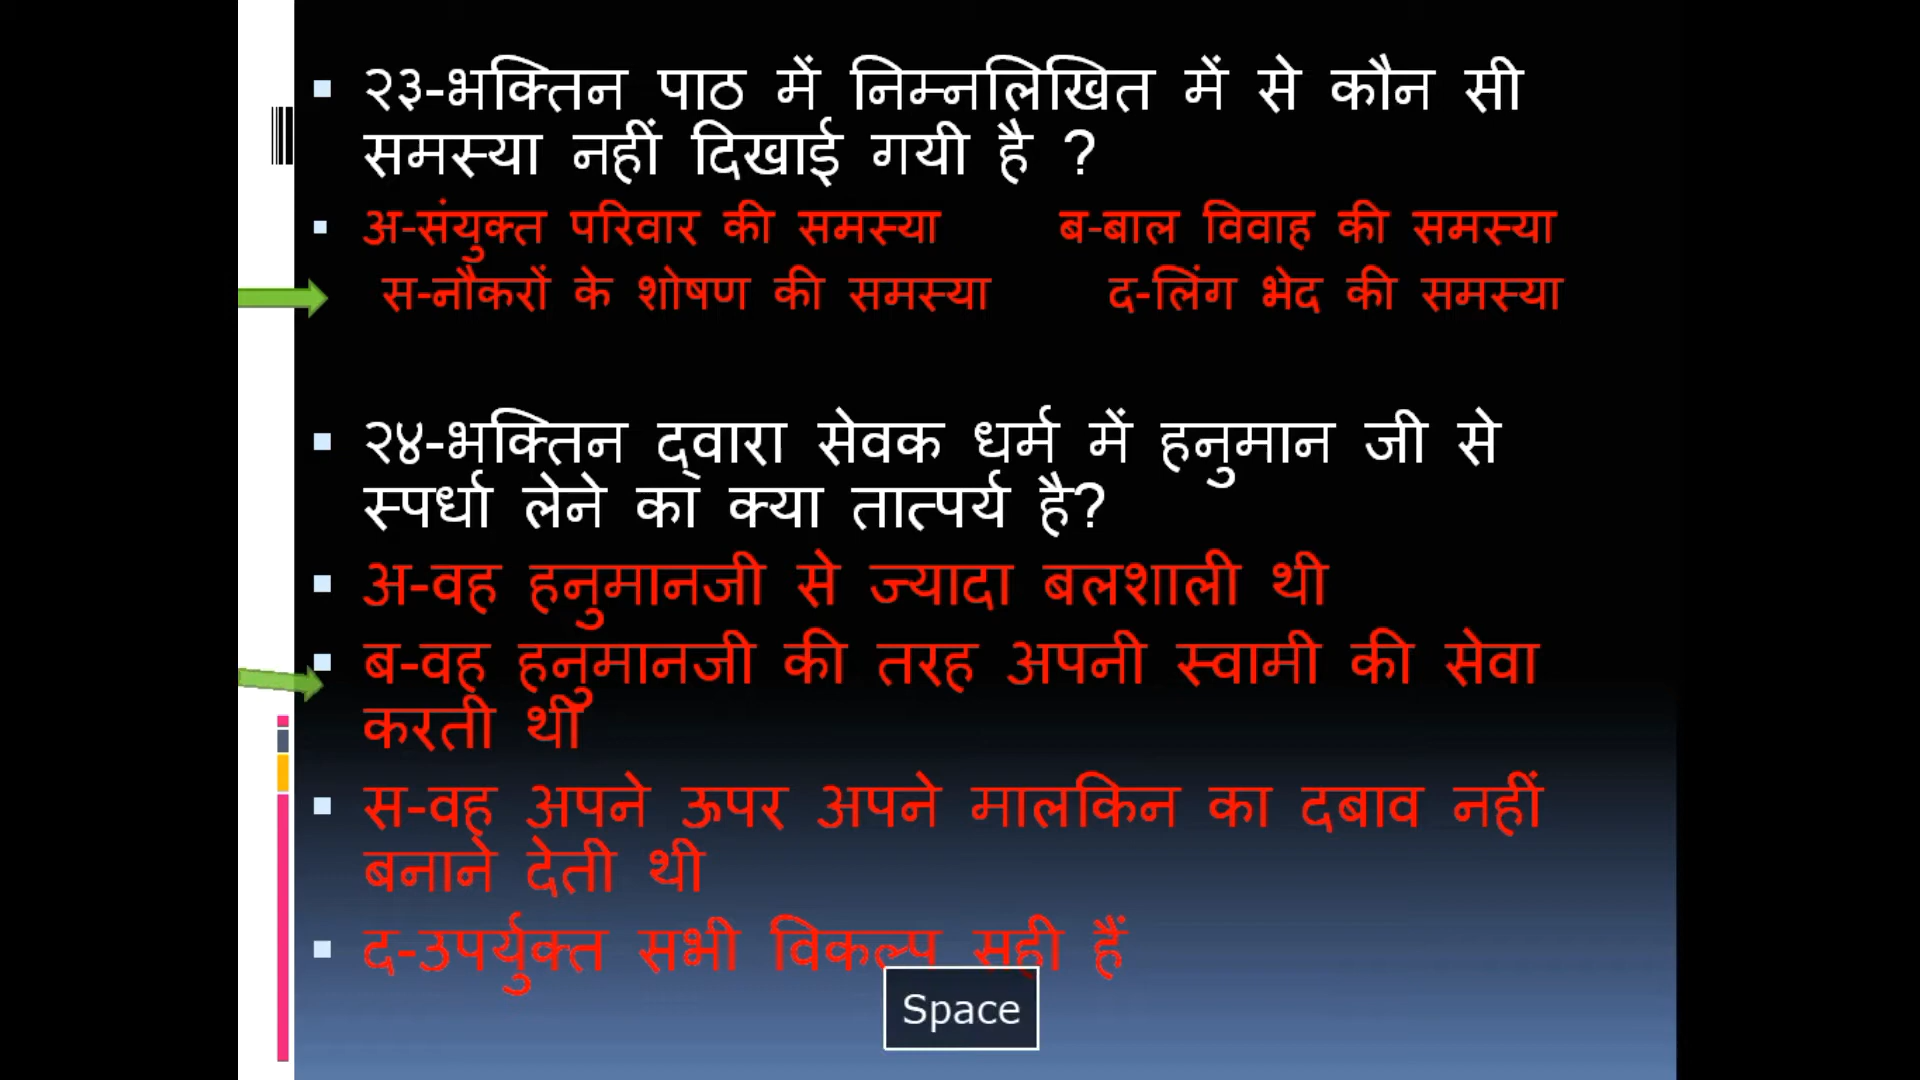 २३-भक्तिन पाठ में निम्नलिखित में से कौन सी
समस्या नहीं दिखाई गयी है ?
अ-संयुक्त परिवार की समस्या ब-बाल विवाह की समस्या
स-नौकरों के शोषण की समस्या द-लिंग भेद की समस्या
२४-भक्तिन द्वारा सेवक धर्म में हनुमान जी से
स्पर्धा लेने का क्या तात्पर्य है?
अ-वह हनुमानजी से ज्यादा बलशाली थी
ब-वह हनुमानजी की तरह अपनी स्वामी की सेवा
करती थी
स-वह अपने ऊपर अपने मालकिन का दबाव नहीं
बनाने देती थी
द-उपर्युक्त सभी विकल्प सही हैं
Space